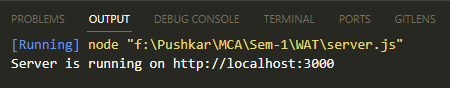 PROBLEMS OUTPUT DEBUG CONSOLE TERMINAL PORTS GITLENS
[Running] node "f:\Pushkar\MCA\Sem-1\WAT\server.js"
Server is running on http://localhost:3000